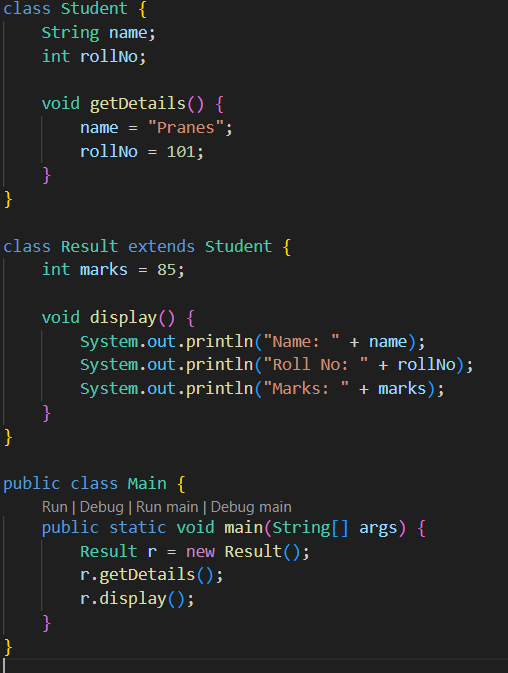 class Student {
    String name;
    int rollNo;

    void getDetails() {
        name = "Pranes";
        rollNo = 101;
    }
}

class Result extends Student {
    int marks = 85;

    void display() {
        System.out.println("Name: " + name);
        System.out.println("Roll No: " + rollNo);
        System.out.println("Marks: " + marks);
    }
}

public class Main {
    Run | Debug | Run main | Debug main
    public static void main(String[] args) {
        Result r = new Result();
        r.getDetails();
        r.display();
    }
}